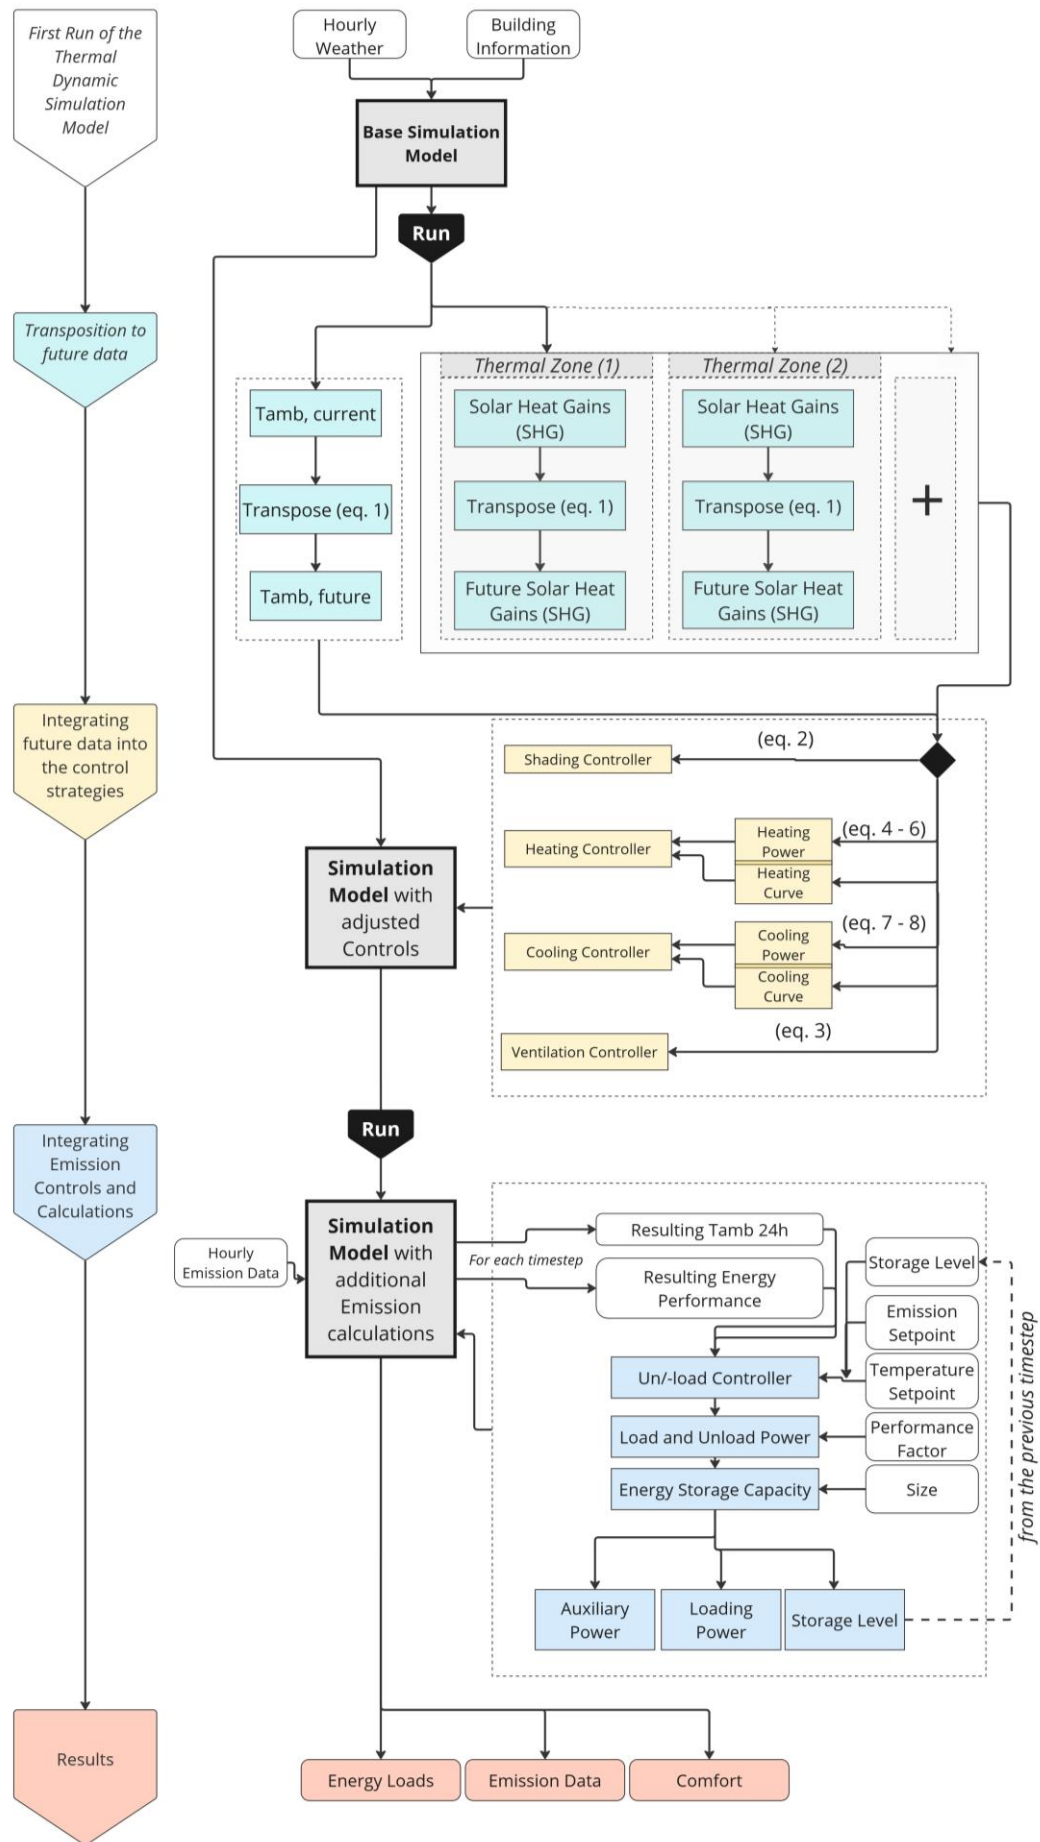 First Run of the
Thermal
Dynamic
Simulation
Model
Hourly
Weather
Building
Information
Base Simulation
Model
Run
Transposition to
future data
Tamb, current
Transpose (eq. 1)
Tamb, future
Thermal Zone (1)
Solar Heat Gains
(SHG)
Transpose (eq. 1)
Future Solar Heat
Gains (SHG)
Thermal Zone (2)
Solar Heat Gains
(SHG)
Transpose (eq. 1)
Future Solar Heat
Gains (SHG)
+
Integrating
future data into
the control
strategies
Simulation
Model with
adjusted
Controls
(eq. 2)
Shading Controller
(eq. 4 - 6)
Heating
Power
Heating
Curve
Heating Controller
(eq. 7 - 8)
Cooling
Power
Cooling
Curve
Cooling Controller
(eq. 3)
Ventilation Controller
Run
Integrating
Emission
Controls and
Calculations
Hourly
Emission Data
Simulation
Model with
additional
Emission
calculations
For each timestep
Resulting Tamb 24h
Resulting Energy
Performance
Storage Level
Emission
Setpoint
Temperature
Setpoint
Un/-load Controller
Load and Unload Power
Performance
Factor
Energy Storage Capacity
Size
from the previous timestep
Auxiliary
Power
Loading
Power
Storage Level
Results
Energy Loads
Emission Data
Comfort